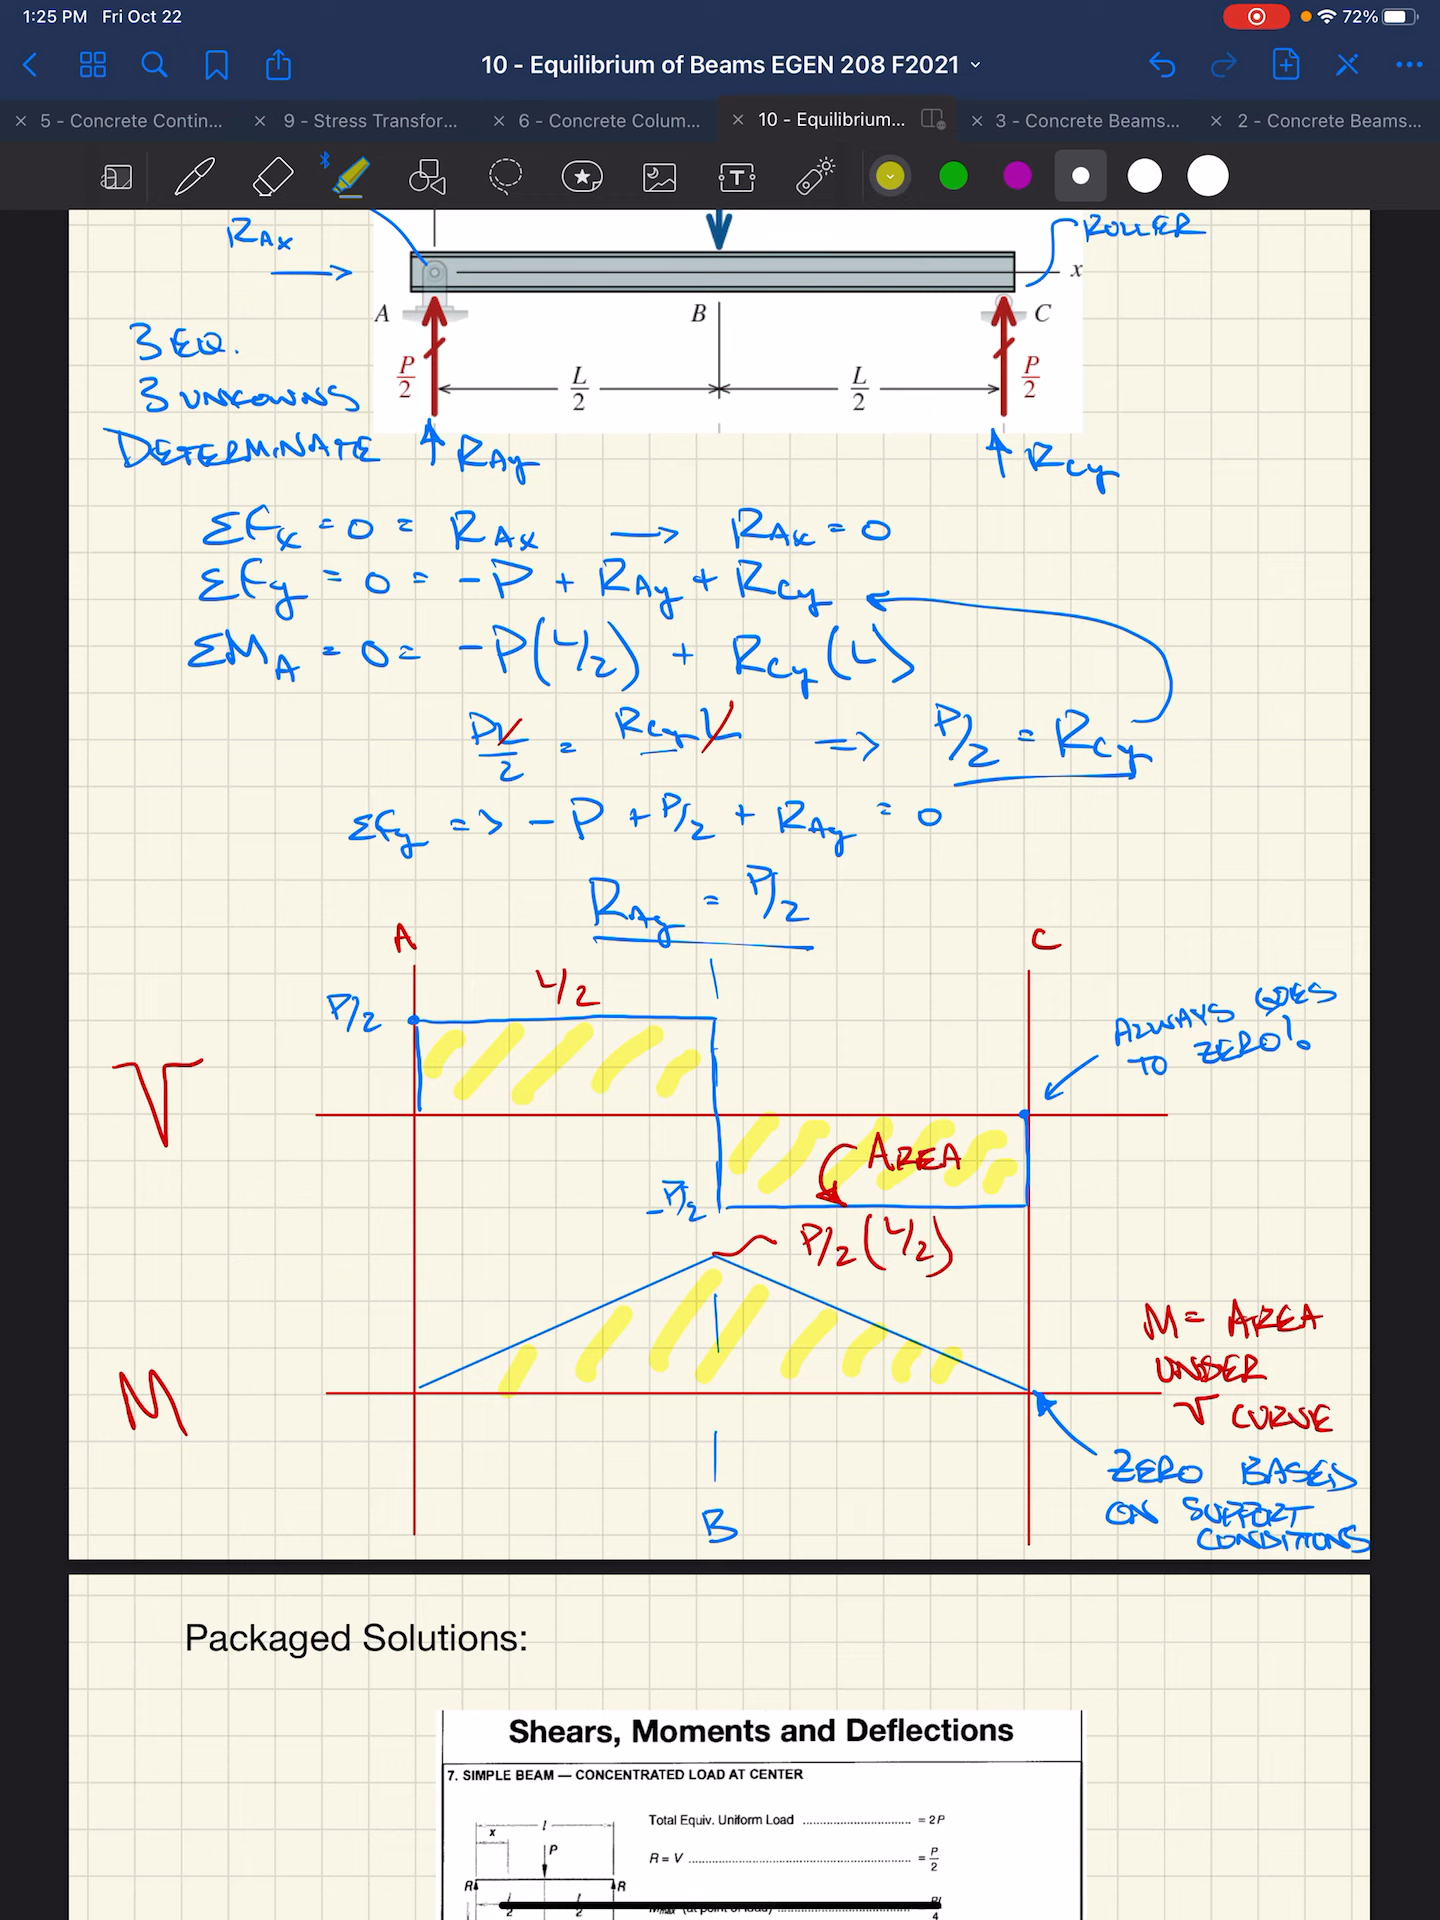 1:25 PM Fri Oct 22
72%
10 - Equilibrium of Beams EGEN 208 F2021
5 - Concrete Contin...
9 - Stress Transfor...
6 - Concrete Colum...
10 - Equilibrium...
3 - Concrete Beams...
2 - Concrete Beams...
T
RAx
ROLLER
x
A
B
C
3 EQ.
3 UNKOWNS
DETERMINATE
P/2
L/2
L/2
P/2
RAy
RCy
ΣFx = 0 = RAx → RAx = 0
ΣFy = 0 = -P + RAy + RCy
ΣMA = 0 = -P(L/2) + RCy(L)
PL/2 = RCy L => P/2 = RCy
ΣFy => -P + P/2 + RAy = 0
RAy = P/2
A
C
L/2
P/2
ALWAYS GOES
TO ZERO!
V
AREA
-P/2
P/2 (L/2)
M = AREA
UNDER
V CURVE
M
ZERO BASED
ON SUPPORT
CONDITIONS
B
Packaged Solutions:
Shears, Moments and Deflections
7. SIMPLE BEAM — CONCENTRATED LOAD AT CENTER
Total Equiv. Uniform Load .................................... = 2P
l
x
P
R = V .................................... = P/2
R
R
l/2
l/2